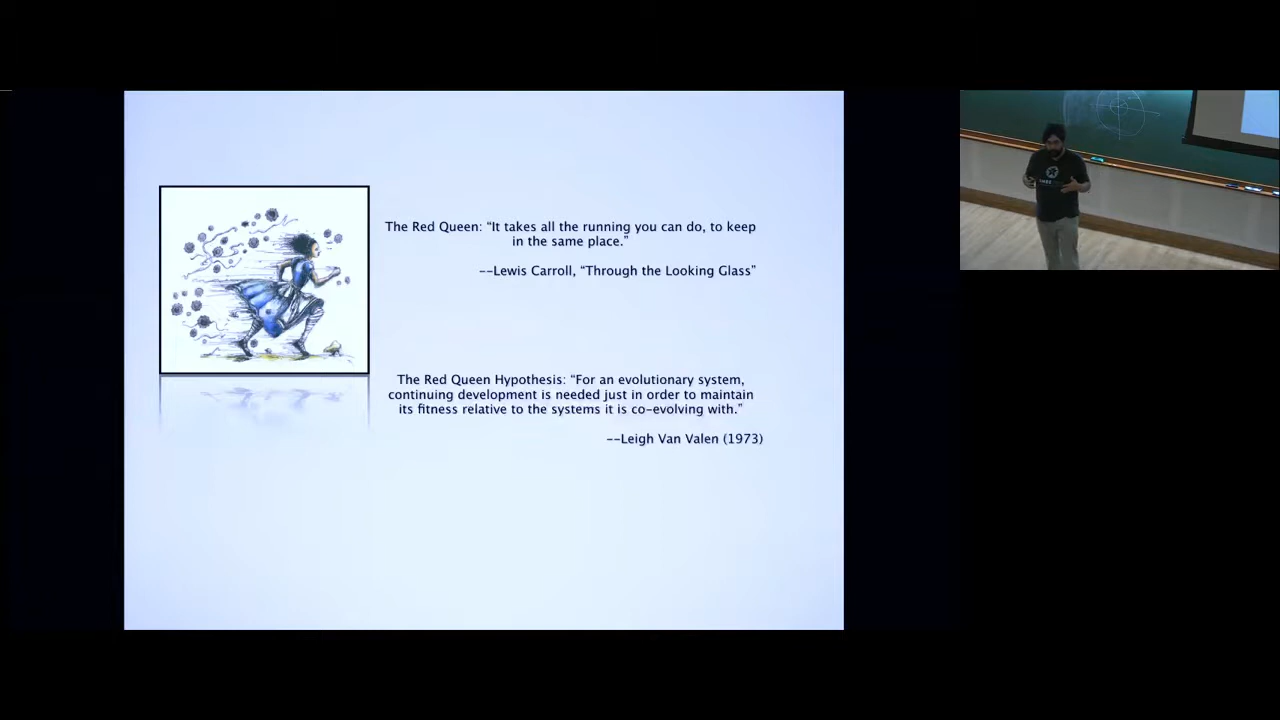 The Red Queen: “It takes all the running you can do, to keep
in the same place.”
--Lewis Carroll, “Through the Looking Glass”
The Red Queen Hypothesis: “For an evolutionary system,
continuing development is needed just in order to maintain
its fitness relative to the systems it is co-evolving with.”
--Leigh Van Valen (1973)